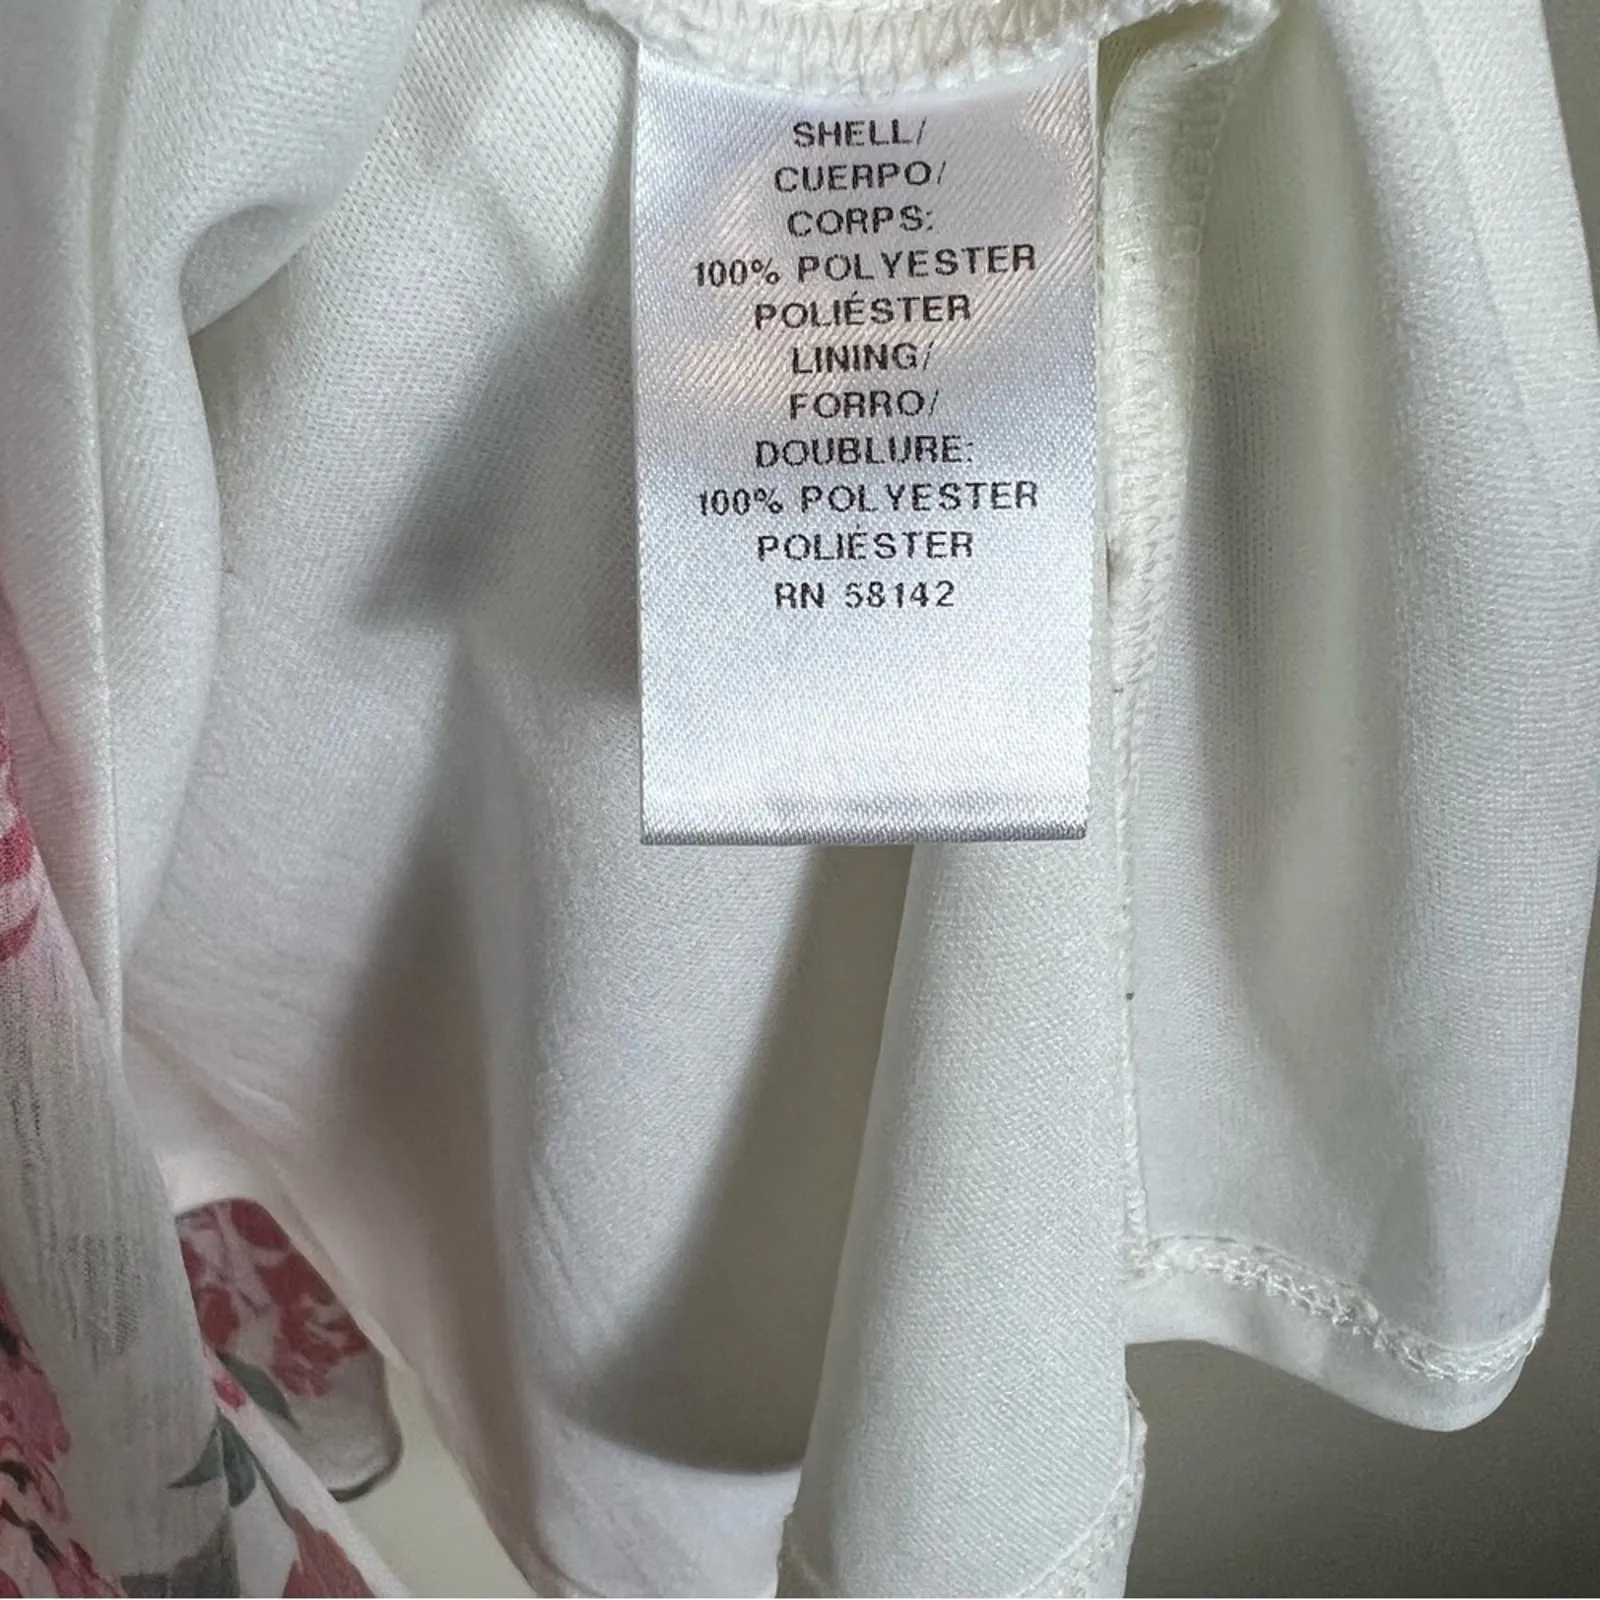 SHELL/
CUERPO/
CORPS:
100% POLYESTER
POLIÉSTER
LINING/
FORRO/
DOUBLURE:
100% POLYESTER
POLIÉSTER
RN 58142